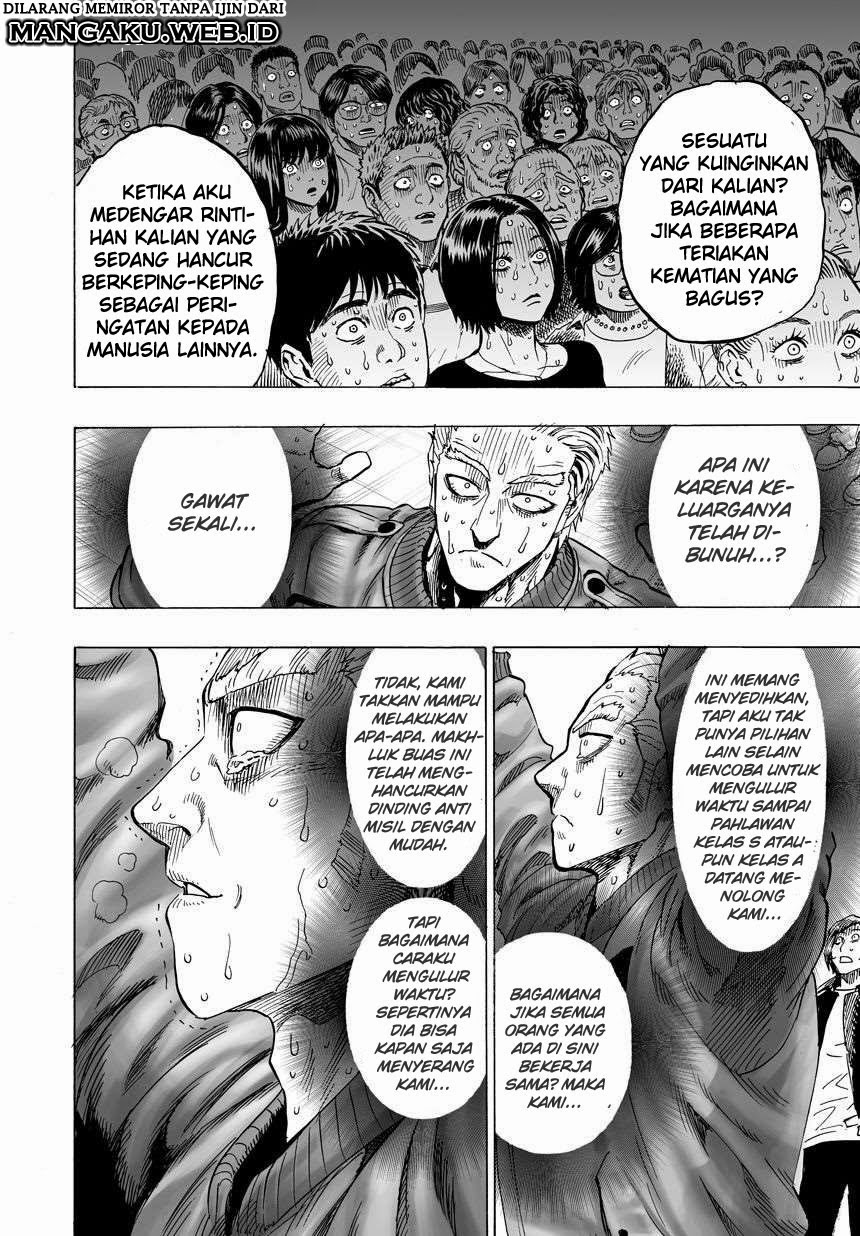 DILARANG MEMIROR TANPA IJIN DARI
MANGAKU.WEB.ID
SESUATU
YANG KUINGINKAN
DARI KALIAN?
BAGAIMANA
JIKA BEBERAPA
TERIAKAN
KEMATIAN YANG
BAGUS?
KETIKA AKU
MEDENGAR RINTI-
HAN KALIAN YANG
SEDANG HANCUR
BERKEPING-KEPING
SEBAGAI PERI-
NGATAN KEPADA
MANUSIA LAINNYA.
APA INI
KARENA KE-
LUARGANYA
TELAH DI-
BUNUH...?
GAWAT
SEKALI...
INI MEMANG
MENYEDIHKAN,
TAPI AKU TAK
PUNYA PILIHAN
LAIN SELAIN
MENCOBA UNTUK
MENGULUR
WAKTU SAMPAI
PAHLAWAN
KELAS S ATAU-
PUN KELAS A
DATANG ME-
NOLONG
KAMI...
BAGAIMANA
JIKA SEMUA
ORANG YANG
ADA DI SINI
BEKERJA
SAMA? MAKA
KAMI...
TIDAK, KAMI
TAKKAN MAMPU
MELAKUKAN
APA-APA. MAKH-
LUK BUAS INI
TELAH MENG-
HANCURKAN
DINDING ANTI
MISIL DENGAN
MUDAH.
TAPI
BAGAIMANA
CARAKU
MENGULUR
WAKTU?
SEPERTINYA
DIA BISA
KAPAN SAJA
MENYERANG
KAMI...